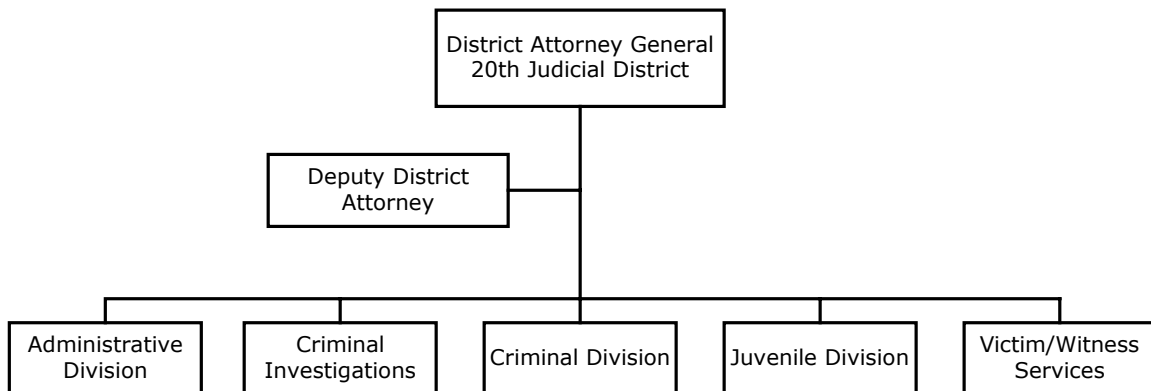 District Attorney General
20th Judicial District
Deputy District
Attorney
Administrative
Division
Criminal
Investigations
Criminal Division
Juvenile Division
Victim/Witness
Services